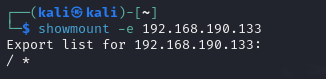 ┌──(kali㉿kali)-[~]
└─$ showmount -e 192.168.190.133
Export list for 192.168.190.133:
/ *